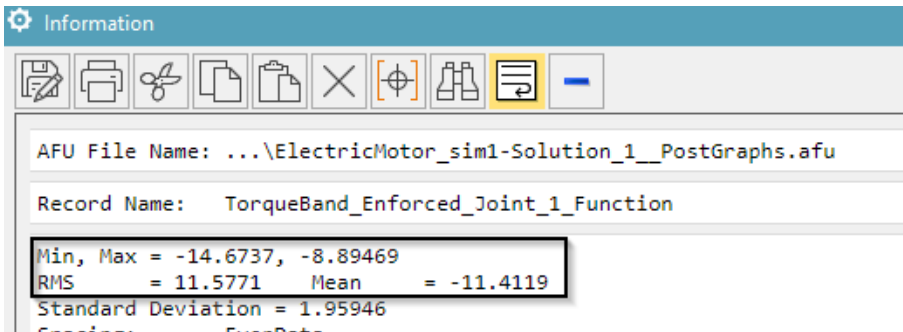 Information
AFU File Name: ...\ElectricMotor_sim1-Solution_1__PostGraphs.afu
Record Name: TorqueBand_Enforced_Joint_1_Function
Min, Max = -14.6737, -8.89469
RMS = 11.5771 Mean = -11.4119
Standard Deviation = 1.95946